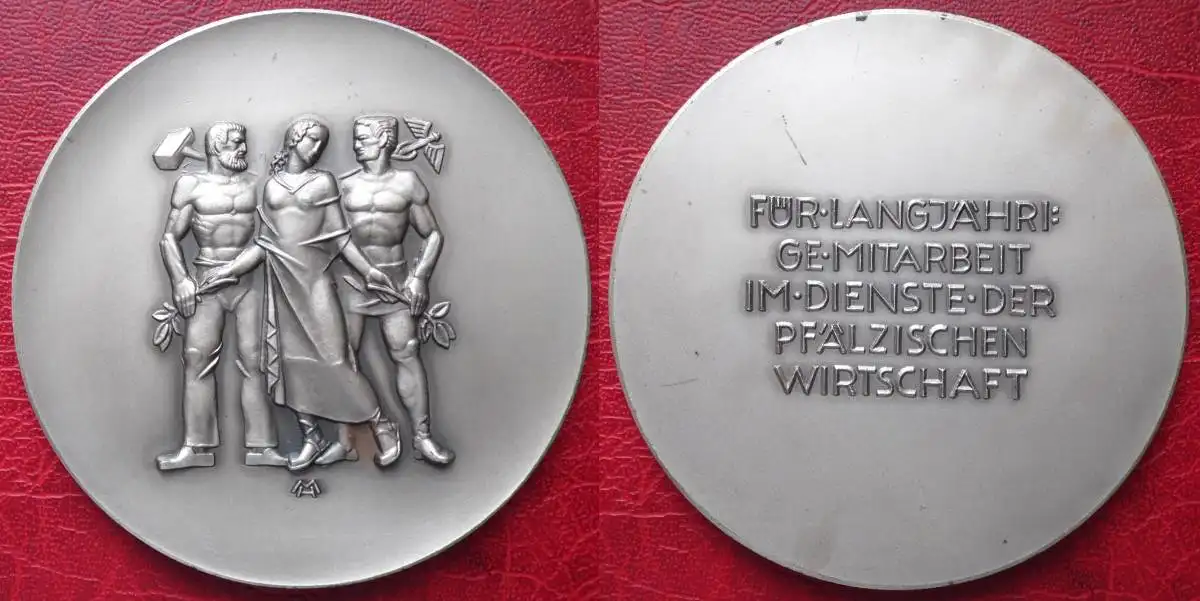 FÜR·LANGJÄHRI:
GE·MITARBEIT
IM·DIENSTE·DER
PFÄLZISCHEN
WIRTSCHAFT